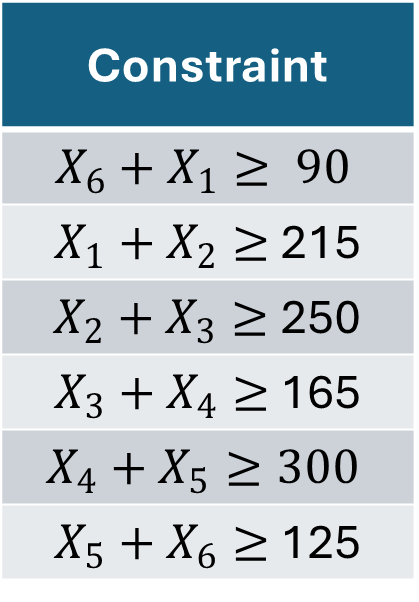 Constraint
X₆ + X₁ ≥ 90
X₁ + X₂ ≥ 215
X₂ + X₃ ≥ 250
X₃ + X₄ ≥ 165
X₄ + X₅ ≥ 300
X₅ + X₆ ≥ 125